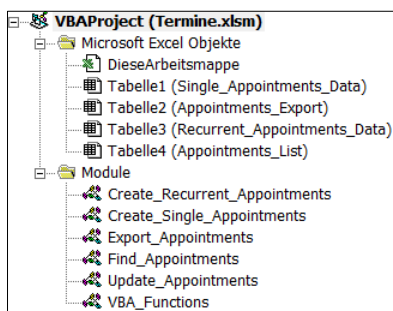 VBAProject (Termine.xlsm)
Microsoft Excel Objekte
DieseArbeitsmappe
Tabelle1 (Single_Appointments_Data)
Tabelle2 (Appointments_Export)
Tabelle3 (Recurrent_Appointments_Data)
Tabelle4 (Appointments_List)
Module
Create_Recurrent_Appointments
Create_Single_Appointments
Export_Appointments
Find_Appointments
Update_Appointments
VBA_Functions